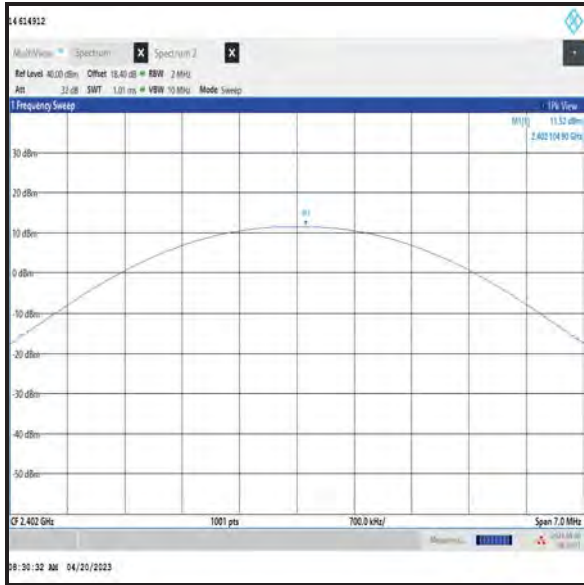 14 614912
MultiView Spectrum X Spectrum 2 X
Ref Level 40.00 dBm Offset 18.40 dB RBW 2 MHz
Att 32 dB SWT 1.01 ms VBW 10 MHz Mode Sweep
1 Frequency Sweep 1Pk View
M1[1] 11.52 dBm
2.402 104 90 GHz
30 dBm
20 dBm
M1
10 dBm
0 dBm
-10 dBm
-20 dBm
-30 dBm
-40 dBm
-50 dBm
CF 2.402 GHz 1001 pts 700.0 kHz/ Span 7.0 MHz
08:30:32 AM 04/20/2023